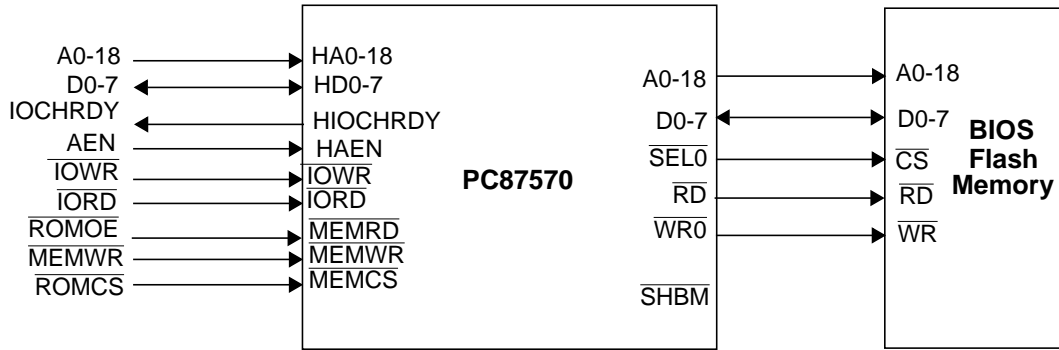 A0-18
D0-7
IOCHRDY
AEN
IOWR
IORD
ROMOE
MEMWR
ROMCS
HA0-18
HD0-7
HIOCHRDY
HAEN
IOWR
IORD
MEMRD
MEMWR
MEMCS
PC87570
A0-18
D0-7
SEL0
RD
WR0
SHBM
A0-18
D0-7
CS
RD
WR
BIOS
Flash
Memory